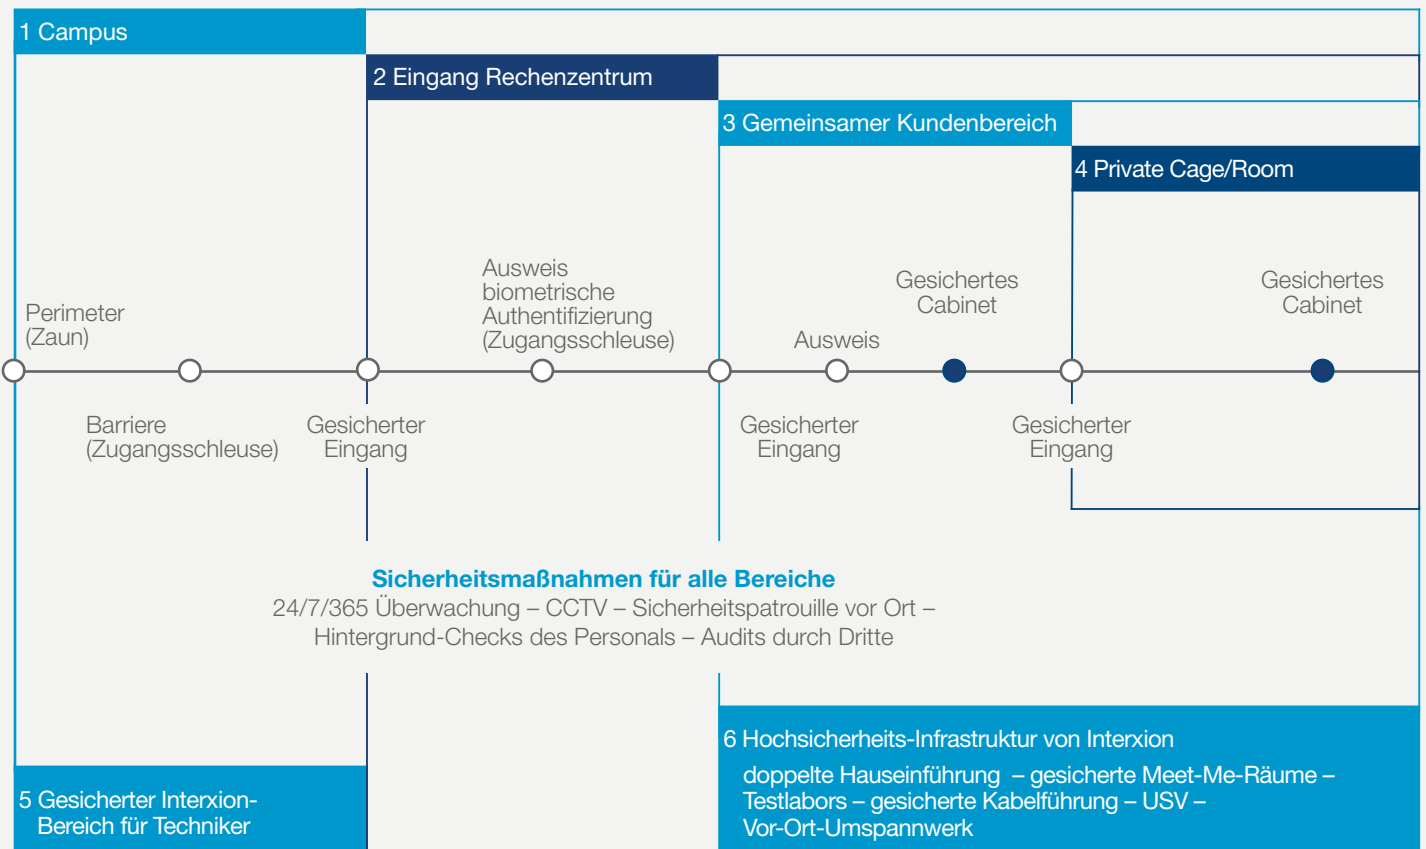 1 Campus
2 Eingang Rechenzentrum
3 Gemeinsamer Kundenbereich
4 Private Cage/Room
Perimeter
(Zaun)
Barriere
(Zugangsschleuse)
Gesicherter
Eingang
Ausweis
biometrische
Authentifizierung
(Zugangsschleuse)
Gesicherter
Eingang
Ausweis
Gesichertes
Cabinet
Gesicherter
Eingang
Gesichertes
Cabinet
Sicherheitsmaßnahmen für alle Bereiche
24/7/365 Überwachung – CCTV – Sicherheitspatrouille vor Ort –
Hintergrund-Checks des Personals – Audits durch Dritte
5 Gesicherter Interxion-
Bereich für Techniker
6 Hochsicherheits-Infrastruktur von Interxion
doppelte Hauseinführung – gesicherte Meet-Me-Räume –
Testlabors – gesicherte Kabelführung – USV –
Vor-Ort-Umspannwerk